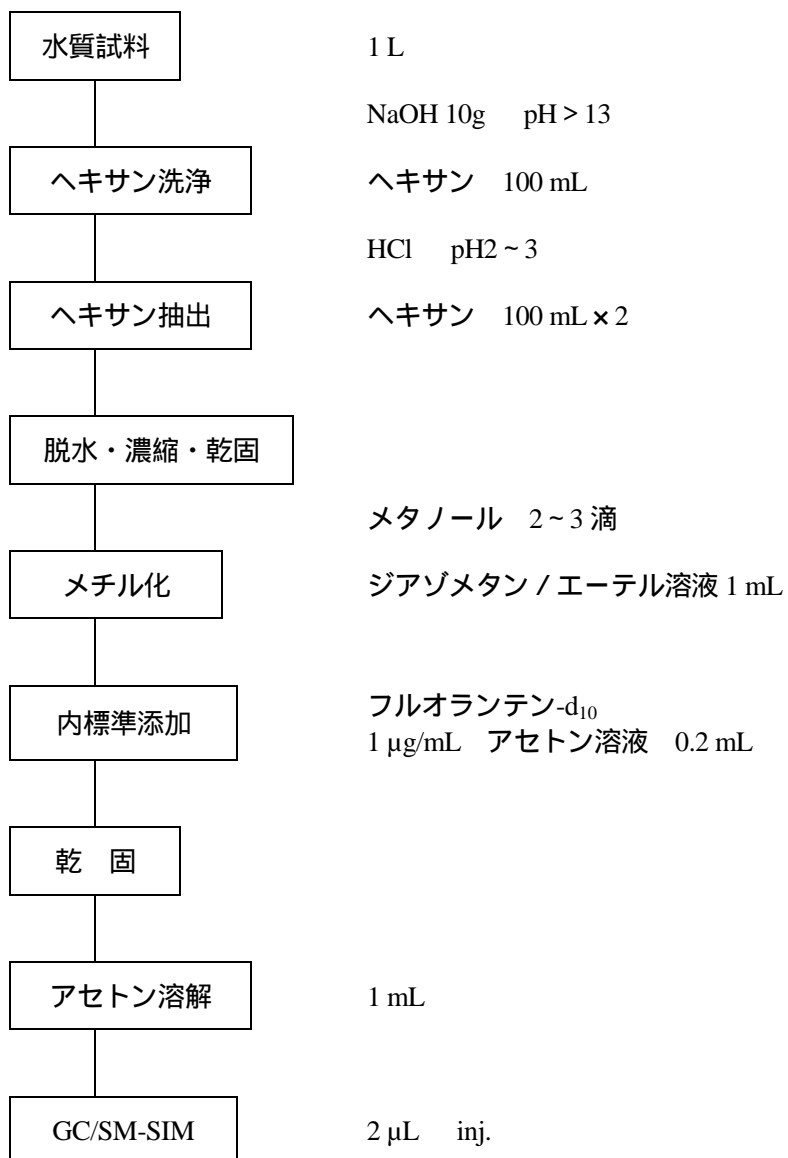 水質試料 1 L
NaOH 10g pH > 13
ヘキサン洗浄 ヘキサン 100 mL
HCl pH2 ~ 3
ヘキサン抽出 ヘキサン 100 mL × 2
脱水・濃縮・乾固
メタノール 2 ~ 3 滴
メチル化 ジアゾメタン / エーテル溶液 1 mL
内標準添加 フルオランテン-d₁₀
1 μg/mL アセトン溶液 0.2 mL
乾 固
アセトン溶解 1 mL
GC/SM-SIM 2 μL inj.